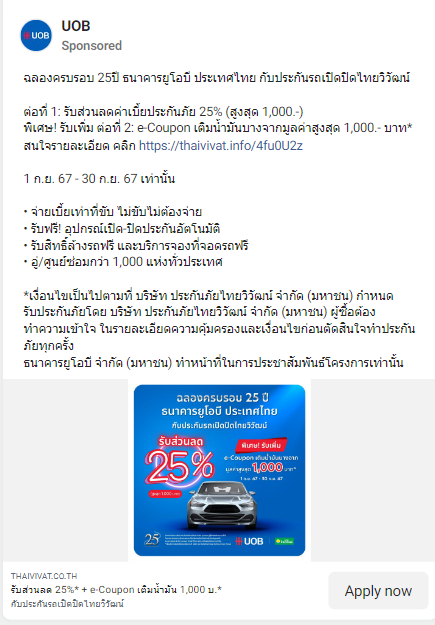 UOB
UOB
Sponsored
ฉลองครบรอบ 25ปี ธนาคารยูโอบี ประเทศไทย กับประกันรถเปิดปิดไทยวิวัฒน์
ต่อที่ 1: รับส่วนลดค่าเบี้ยประกันภัย 25% (สูงสุด 1,000.-)
พิเศษ! รับเพิ่ม ต่อที่ 2: e-Coupon เติมน้ำมันบางจากมูลค่าสูงสุด 1,000.- บาท*
สนใจรายละเอียด คลิก https://thaivivat.info/4fu0U2z
1 ก.ย. 67 - 30 ก.ย. 67 เท่านั้น
• จ่ายเบี้ยเท่าที่ขับ ไม่ขับไม่ต้องจ่าย
• รับฟรี! อุปกรณ์เปิด-ปิดประกันอัตโนมัติ
• รับสิทธิ์ล้างรถฟรี และบริการจองที่จอดรถฟรี
• อู่/ศูนย์ซ่อมกว่า 1,000 แห่งทั่วประเทศ
*เงื่อนไขเป็นไปตามที่ บริษัท ประกันภัยไทยวิวัฒน์ จำกัด (มหาชน) กำหนด
รับประกันภัยโดย บริษัท ประกันภัยไทยวิวัฒน์ จำกัด (มหาชน) ผู้ซื้อต้อง
ทำความเข้าใจ ในรายละเอียดความคุ้มครองและเงื่อนไขก่อนตัดสินใจทำประกัน
ภัยทุกครั้ง
ธนาคารยูโอบี จำกัด (มหาชน) ทำหน้าที่ในการประชาสัมพันธ์โครงการเท่านั้น
ฉลองครบรอบ 25 ปี
ธนาคารยูโอบี ประเทศไทย
กับประกันรถเปิดปิดไทยวิวัฒน์
รับส่วนลด
25%
พิเศษ! รับเพิ่ม
e-Coupon เติมน้ำมันบางจาก
มูลค่าสูงสุด 1,000 บาท*
1 ก.ย. 67 - 30 ก.ย. 67
25
UOB
THAIVIVAT.CO.TH
รับส่วนลด 25%* + e-Coupon เติมน้ำมัน 1,000 บ.*
กับประกันรถเปิดปิดไทยวิวัฒน์
Apply now